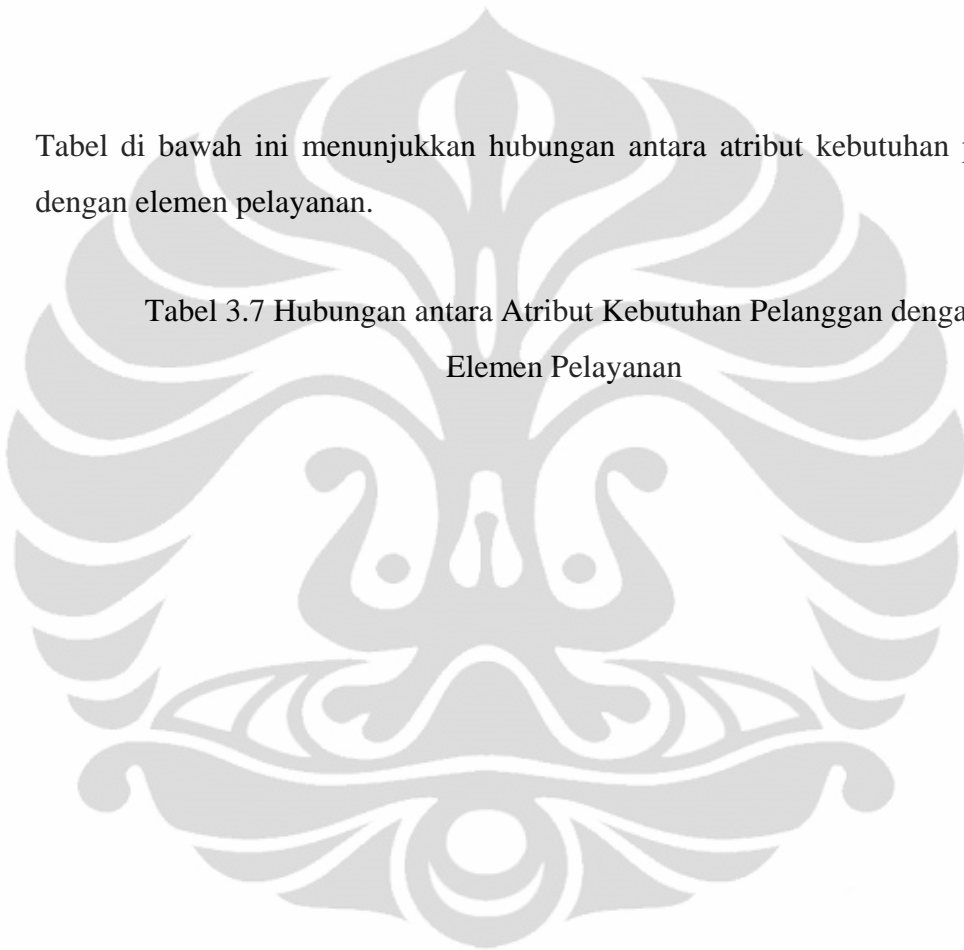 Tabel di bawah ini menunjukkan hubungan antara atribut kebutuhan
dengan elemen pelayanan.
Tabel 3.7 Hubungan antara Atribut Kebutuhan Pelanggan
Elemen Pelayanan